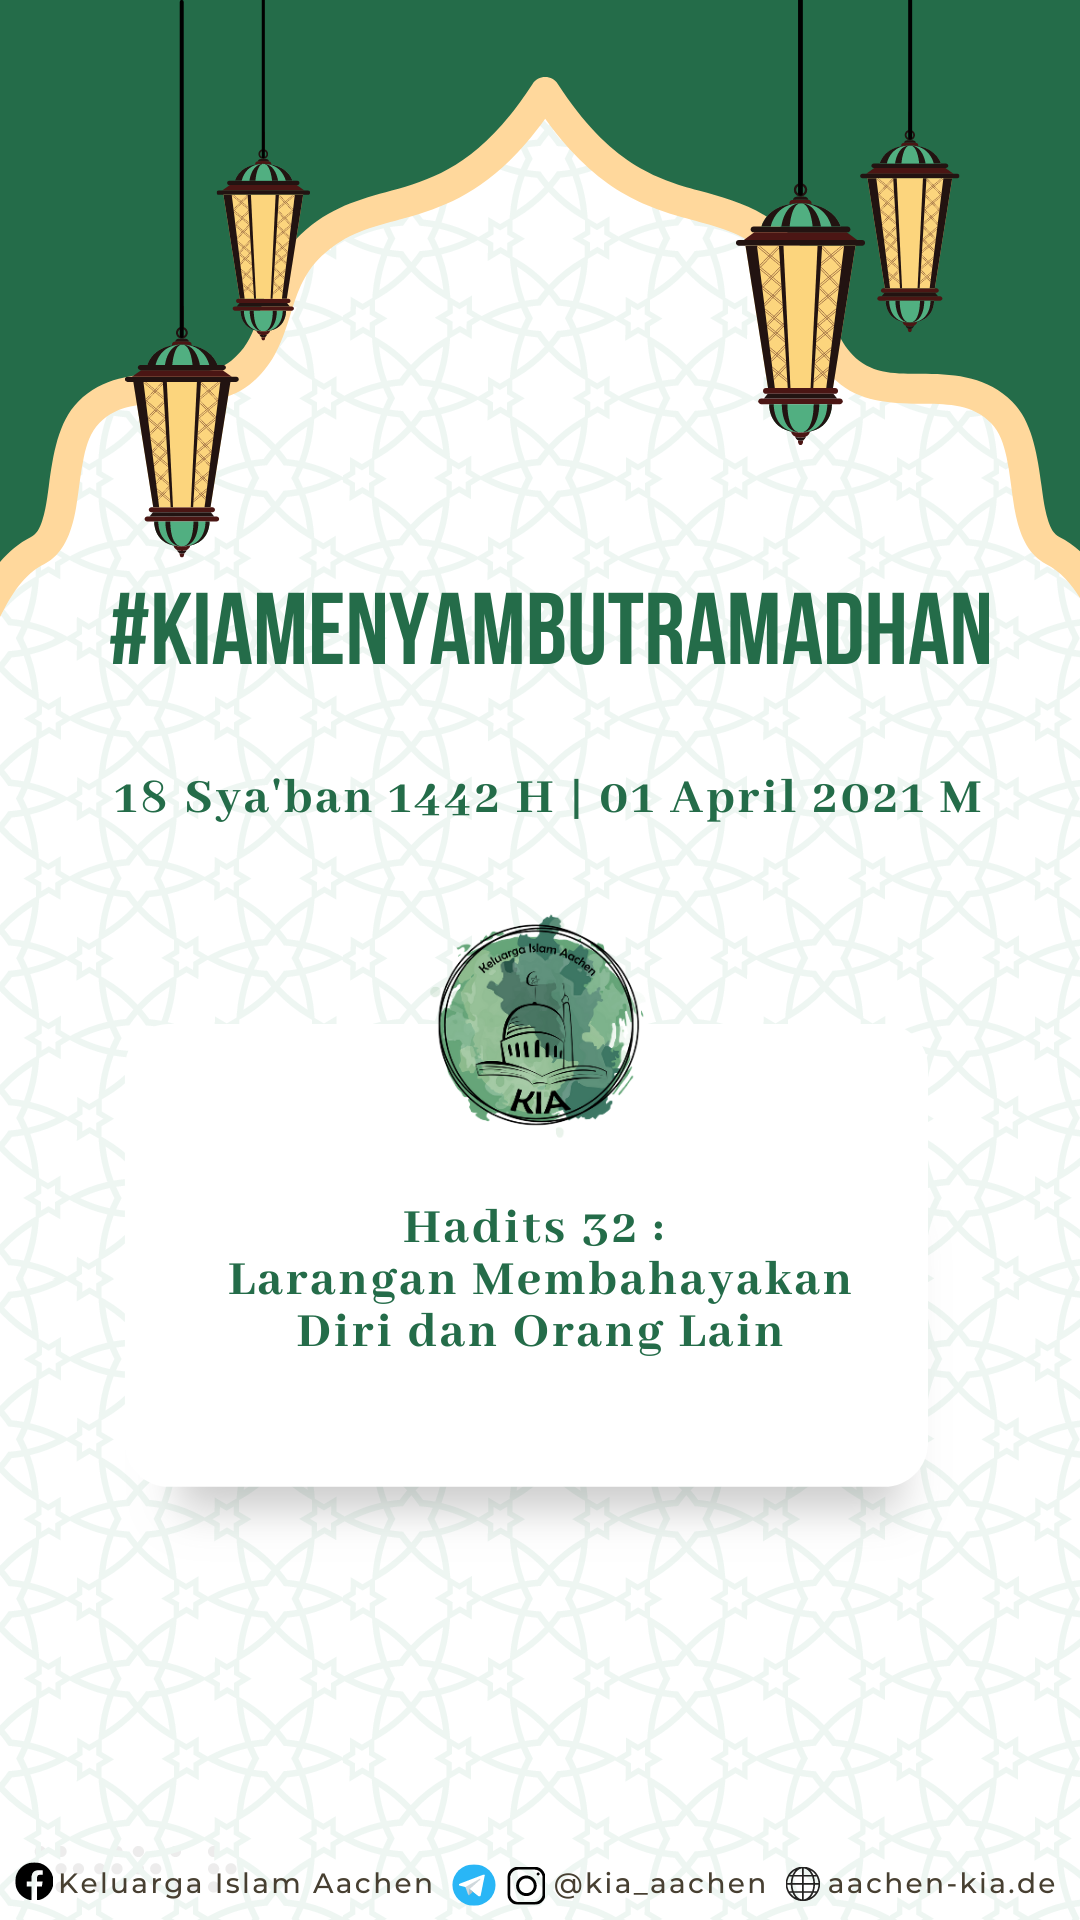 #KIAMENYAMBUTRAMADHAN
18 Sya'ban 1442 H | 01 April 2021 M
Keluarga Islam Aachen
KIA
Hadits 32 :
Larangan Membahayakan
Diri dan Orang Lain
Keluarga Islam Aachen @kia_aachen aachen-kia.de